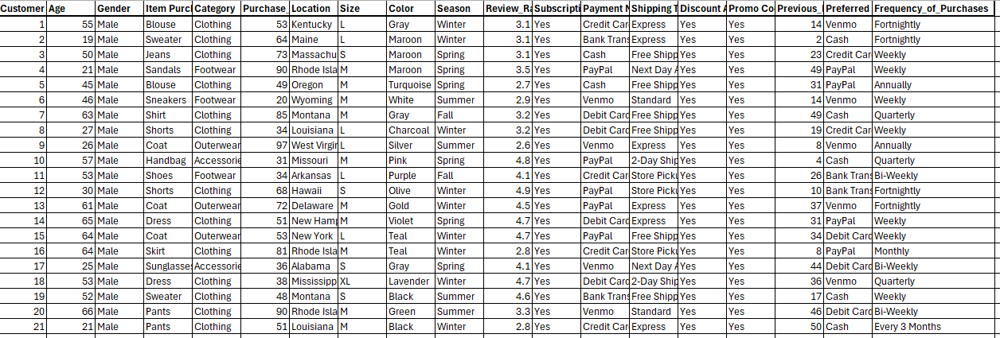 Customer Age Gender Item Purcl Category Purchase_ Location Size Color Season Review_Ra Subscripti Payment N Shipping T Discount A Promo Co Previous_ Preferred Frequency_of_Purchases
1 55 Male Blouse Clothing 53 Kentucky L Gray Winter 3.1 Yes Credit Car Express Yes Yes 14 Venmo Fortnightly
2 19 Male Sweater Clothing 64 Maine L Maroon Winter 3.1 Yes Bank Trans Express Yes Yes 2 Cash Fortnightly
3 50 Male Jeans Clothing 73 Massachu S Maroon Spring 3.1 Yes Cash Free Shipp Yes Yes 23 Credit Car Weekly
4 21 Male Sandals Footwear 90 Rhode Isla M Maroon Spring 3.5 Yes PayPal Next Day A Yes Yes 49 PayPal Weekly
5 45 Male Blouse Clothing 49 Oregon M Turquoise Spring 2.7 Yes Cash Free Shipp Yes Yes 31 PayPal Annually
6 46 Male Sneakers Footwear 20 Wyoming M White Summer 2.9 Yes Venmo Standard Yes Yes 14 Venmo Weekly
7 63 Male Shirt Clothing 85 Montana M Gray Fall 3.2 Yes Debit Card Free Shipp Yes Yes 49 Cash Quarterly
8 27 Male Shorts Clothing 34 Louisiana L Charcoal Winter 3.2 Yes Debit Card Free Shipp Yes Yes 19 Credit Car Weekly
9 26 Male Coat Outerwear 97 West Virgin L Silver Summer 2.6 Yes Venmo Express Yes Yes 8 Venmo Annually
10 57 Male Handbag Accessorie 31 Missouri M Pink Spring 4.8 Yes PayPal 2-Day Ship Yes Yes 4 Cash Quarterly
11 53 Male Shoes Footwear 34 Arkansas L Purple Fall 4.1 Yes Credit Car Store Picku Yes Yes 26 Bank Trans Bi-Weekly
12 30 Male Shorts Clothing 68 Hawaii S Olive Winter 4.9 Yes PayPal Store Picku Yes Yes 10 Bank Trans Fortnightly
13 61 Male Coat Outerwear 72 Delaware M Gold Winter 4.5 Yes PayPal Express Yes Yes 37 Venmo Fortnightly
14 65 Male Dress Clothing 51 New Hamp M Violet Spring 4.7 Yes Debit Card Express Yes Yes 31 PayPal Weekly
15 64 Male Coat Outerwear 53 New York L Teal Winter 4.7 Yes PayPal Free Shipp Yes Yes 34 Debit Card Weekly
16 64 Male Skirt Clothing 81 Rhode Isla M Teal Winter 2.8 Yes Credit Car Store Picku Yes Yes 8 PayPal Monthly
17 25 Male Sunglasses Accessorie 36 Alabama S Gray Spring 4.1 Yes Venmo Next Day A Yes Yes 44 Debit Card Bi-Weekly
18 53 Male Dress Clothing 38 Mississipp XL Lavender Winter 4.7 Yes Debit Card 2-Day Ship Yes Yes 36 Venmo Quarterly
19 52 Male Sweater Clothing 48 Montana S Black Summer 4.6 Yes Bank Trans Free Shipp Yes Yes 17 Cash Weekly
20 66 Male Pants Clothing 90 Rhode Isla M Green Summer 3.3 Yes Venmo Standard Yes Yes 46 Debit Card Bi-Weekly
21 21 Male Pants Clothing 51 Louisiana M Black Winter 2.8 Yes Credit Car Express Yes Yes 50 Cash Every 3 Months